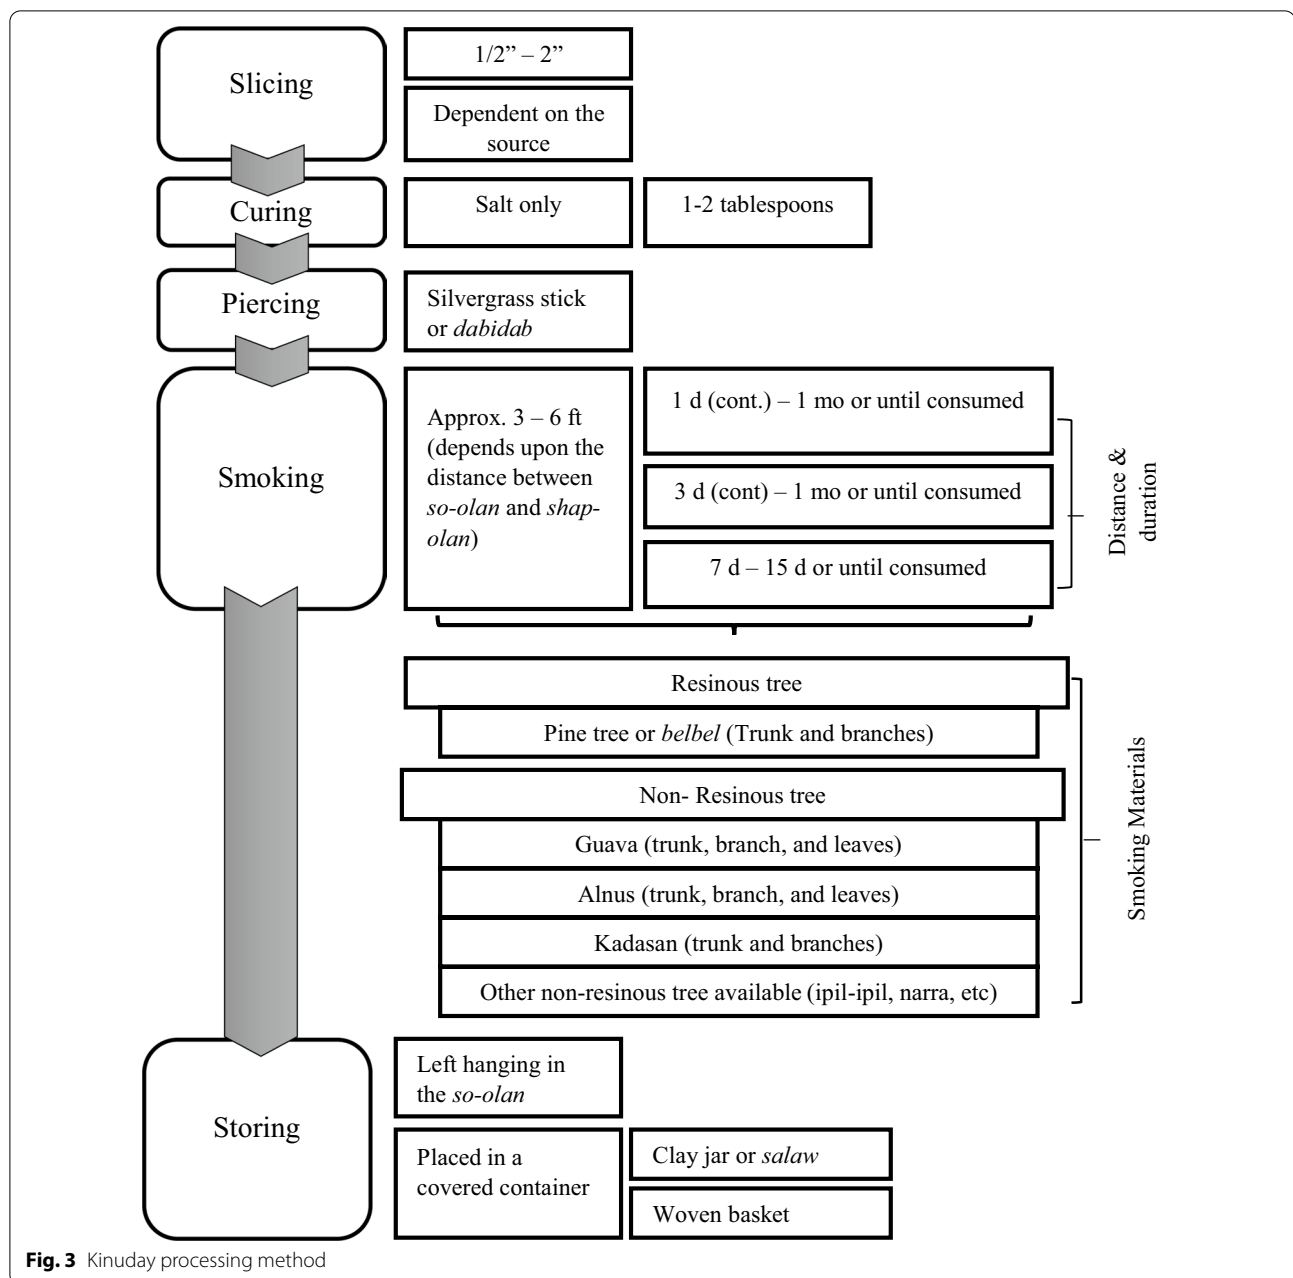 Slicing
1/2” – 2”
Dependent on the
source
Curing
Salt only
1-2 tablespoons
Piercing
Silvergrass stick
or dabidab
Smoking
Approx. 3 – 6 ft
(depends upon the
distance between
so-olan and shap-
olan)
1 d (cont.) – 1 mo or until consumed
3 d (cont) – 1 mo or until consumed
7 d – 15 d or until consumed
Distance &
duration
Resinous tree
Pine tree or belbel (Trunk and branches)
Non- Resinous tree
Guava (trunk, branch, and leaves)
Alnus (trunk, branch, and leaves)
Kadasan (trunk and branches)
Other non-resinous tree available (ipil-ipil, narra, etc)
Smoking Materials
Storing
Left hanging in
the so-olan
Placed in a
covered container
Clay jar or salaw
Woven basket
Fig. 3 Kinuday processing method